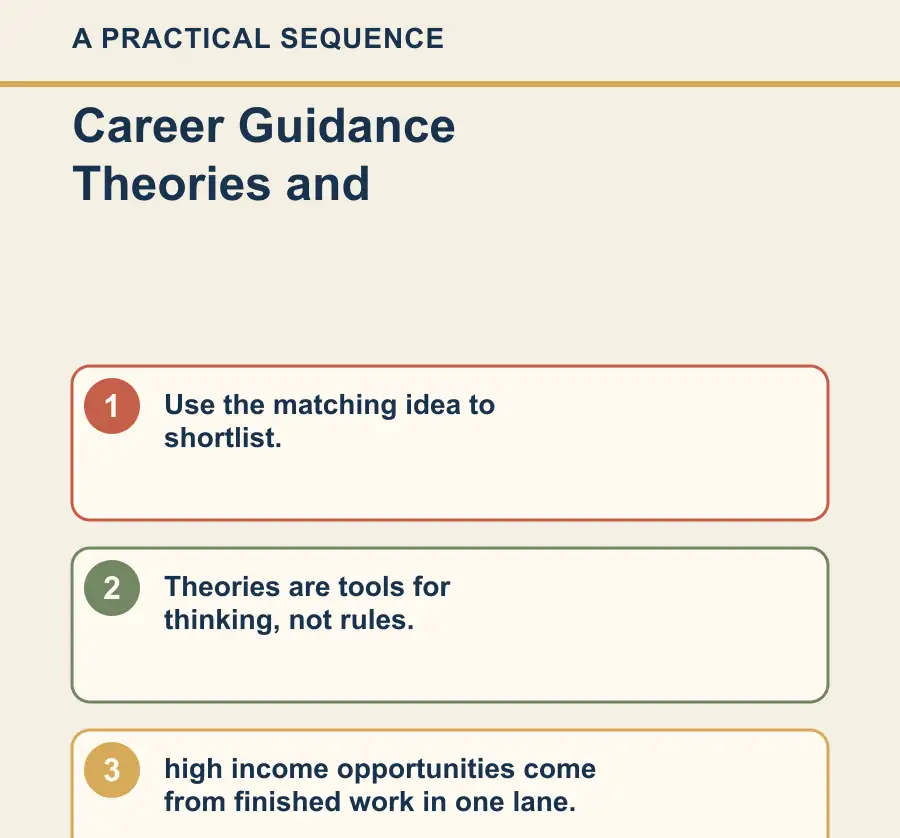 A PRACTICAL SEQUENCE
Career Guidance
Theories and
1
Use the matching idea to
shortlist.
2
Theories are tools for
thinking, not rules.
3
high income opportunities come
from finished work in one lane.